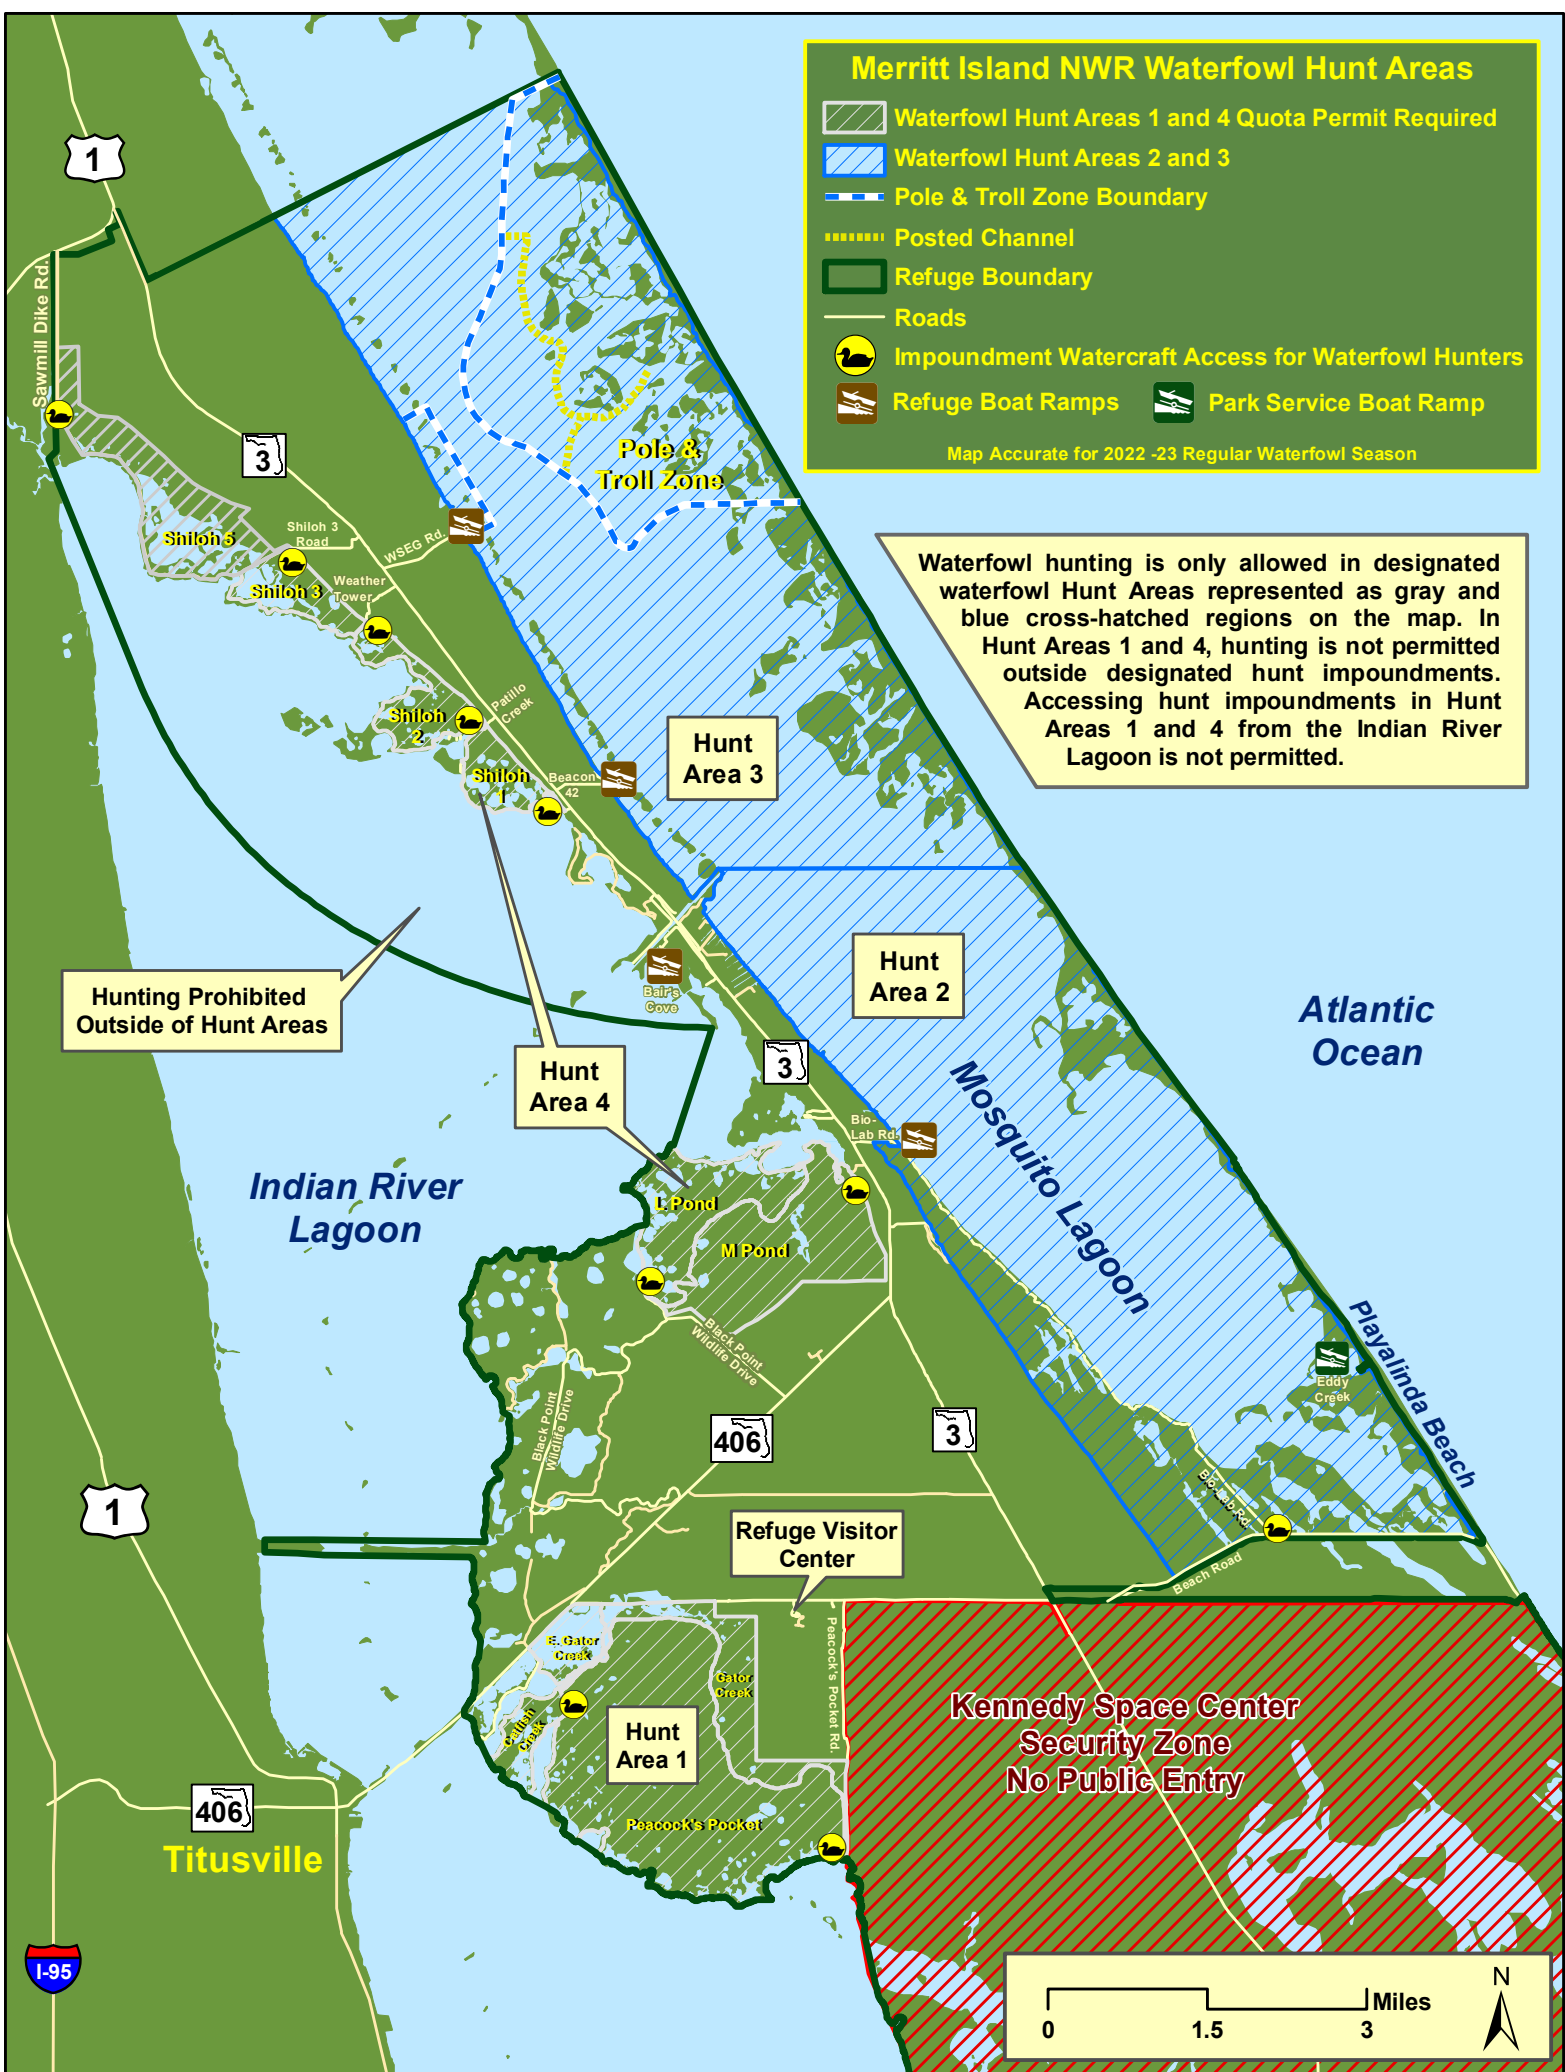 Merritt Island NWR Waterfowl Hunt Areas
Waterfowl Hunt Areas 1 and 4 Quota Permit Required
Waterfowl Hunt Areas 2 and 3
Pole & Troll Zone Boundary
Posted Channel
Refuge Boundary
Roads
Impoundment Watercraft Access for Waterfowl Hunters
Refuge Boat Ramps
Park Service Boat Ramp
Map Accurate for 2022 -23 Regular Waterfowl Season
1
Sawmill Dike Rd.
3
Pole &
Troll Zone
Shiloh 5
Shiloh 3
Road
WSEG Rd.
Weather
Tower
Shiloh 3
Waterfowl hunting is only allowed in designated
waterfowl Hunt Areas represented as gray and
blue cross-hatched regions on the map. In
Hunt Areas 1 and 4, hunting is not permitted
outside designated hunt impoundments.
Accessing hunt impoundments in Hunt
Areas 1 and 4 from the Indian River
Lagoon is not permitted.
Patillo
Creek
Shiloh
2
Hunt
Area 3
Shiloh
1
Beacon
42
Hunt
Area 2
Bair's
Cove
Hunting Prohibited
Outside of Hunt Areas
Atlantic
Ocean
Hunt
Area 4
3
Mosquito Lagoon
Bio-
Lab Rd.
Indian River
Lagoon
L Pond
M Pond
Black Point
Wildlife Drive
Playalinda Beach
Eddy
Creek
Black Point
Wildlife Drive
406
3
1
Bio-Lab Rd.
Refuge Visitor
Center
Beach Road
E. Gator
Creek
Gator
Creek
Peacock's Pocket Rd.
Catfish
Creek
Hunt
Area 1
Kennedy Space Center
Security Zone
No Public Entry
406
Peacock's Pocket
Titusville
I-95
N
Miles
0
1.5
3